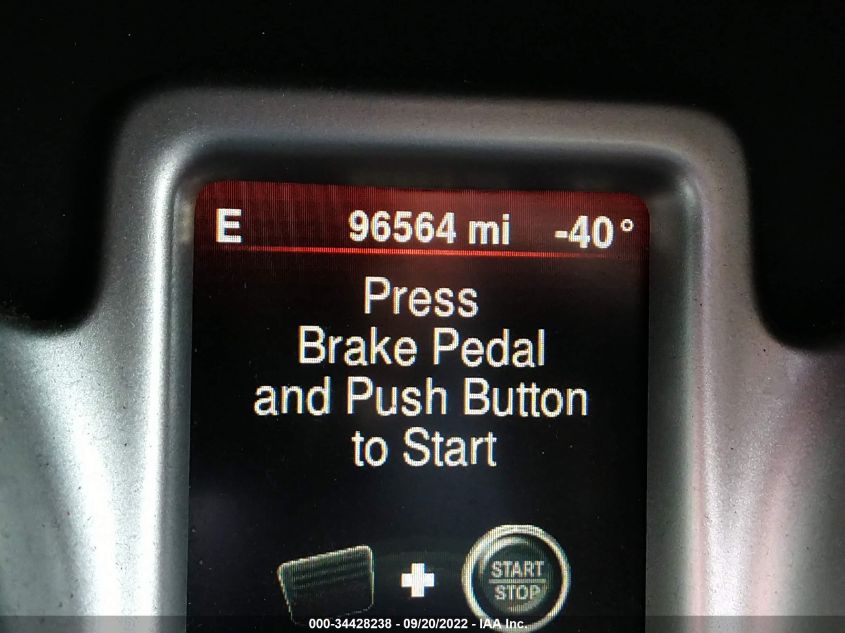 E 96564 mi -40°
Press
Brake Pedal
and Push Button
to Start
START
STOP
000-34428238 - 09/20/2022 - IAA Inc.